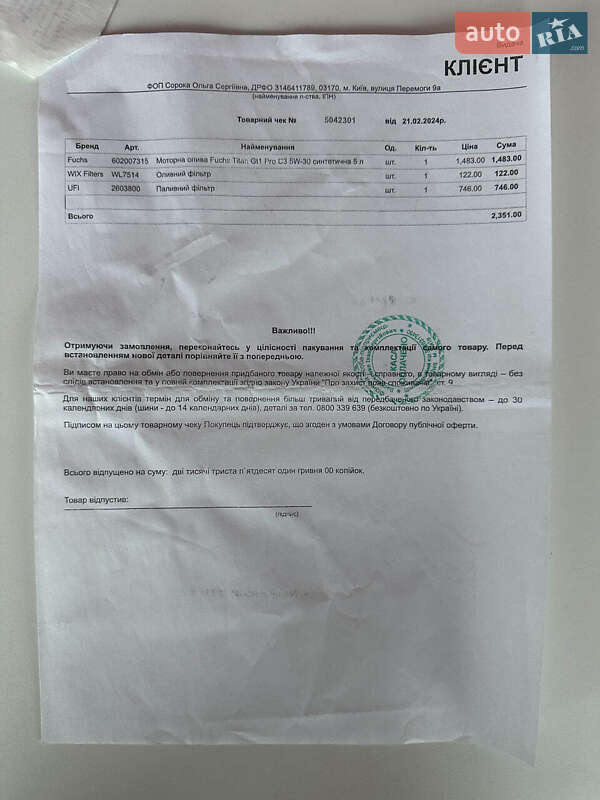 auto RIA .com
Видача
КЛІЄНТ
ФОП Сорока Ольга Сергіївна, ДРФО 3146411789, 03170, м. Київ, вулиця Перемоги 9а
(найменування п-ства, ІПН)
Товарний чек № 5042301 від 21.02.2024р.
Бренд Арт. Найменування Од. Кіл-ть Ціна Сума
Fuchs 602007315 Моторна олива Fuchs Titan Gt1 Pro C3 5W-30 синтетична 5 л шт. 1 1,483.00 1,483.00
WIX Filters WL7514 Оливний фільтр шт. 1 122.00 122.00
UFI 2603800 Паливний фільтр шт. 1 746.00 746.00
Всього 2,351.00
Важливо!!!
Отримуючи замовлення, переконайтесь у цілісності пакування та комплектації самого товару. Перед
встановленням нової деталі порівняйте її з попередньою.
Ви маєте право на обмін або повернення придбаного товару належної якості - справного, в товарному вигляді – без
слідів встановлення та у повній комплектації згідно закону України "Про захист прав споживачів" ст. 9.
Для наших клієнтів термін для обміну та повернення більш тривалий від передбаченого законодавством – до 30
календарних днів (шини - до 14 календарних днів), деталі за тел. 0800 339 639 (безкоштовно по Україні).
Підписом на цьому товарному чеку Покупець підтверджує, що згоден з умовами Договору публічної оферти.
Всього відпущено на суму: дві тисячі триста п`ятдесят один гривня 00 копійок.
Товар відпустив:
(підпис)
КАСА
ОПЛАЧЕНО